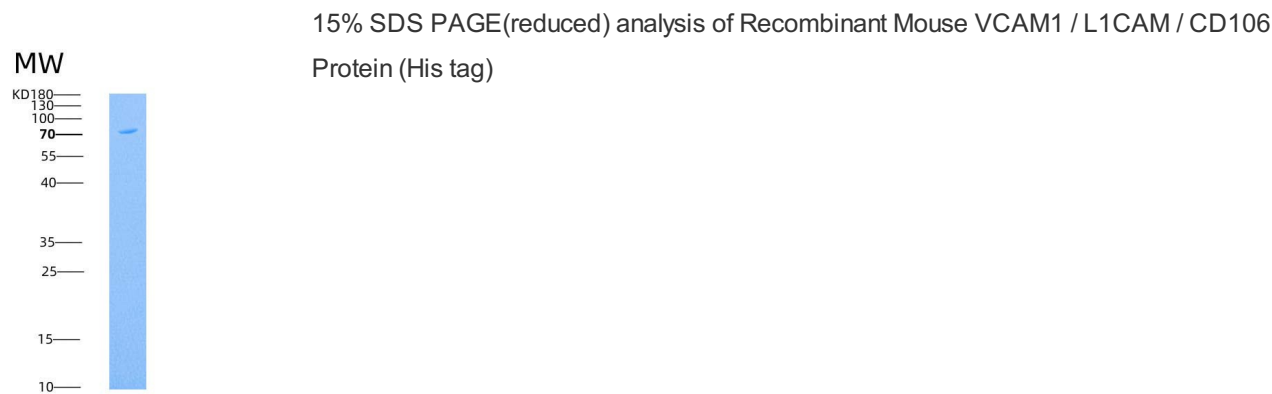 15% SDS PAGE(reduced) analysis of Recombinant Mouse VCAM1 / L1CAM / CD106
Protein (His tag)
MW
KD180
130
100
70
55
40
35
25
15
10